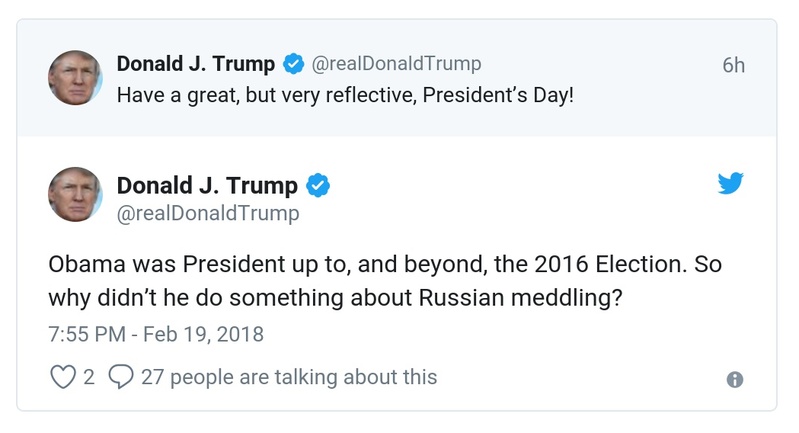 Donald J. Trump @realDonaldTrump 6h
Have a great, but very reflective, President’s Day!
Donald J. Trump
@realDonaldTrump
Obama was President up to, and beyond, the 2016 Election. So
why didn’t he do something about Russian meddling?
7:55 PM - Feb 19, 2018
2 27 people are talking about this